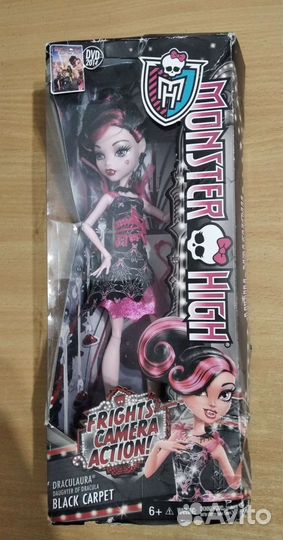 DVD
2014
MONSTER HIGH
FRIGHTS,
CAMERA
ACTION!
DRACULAURA
DAUGHTER OF DRACULA
BLACK CARPET
6+
Avito